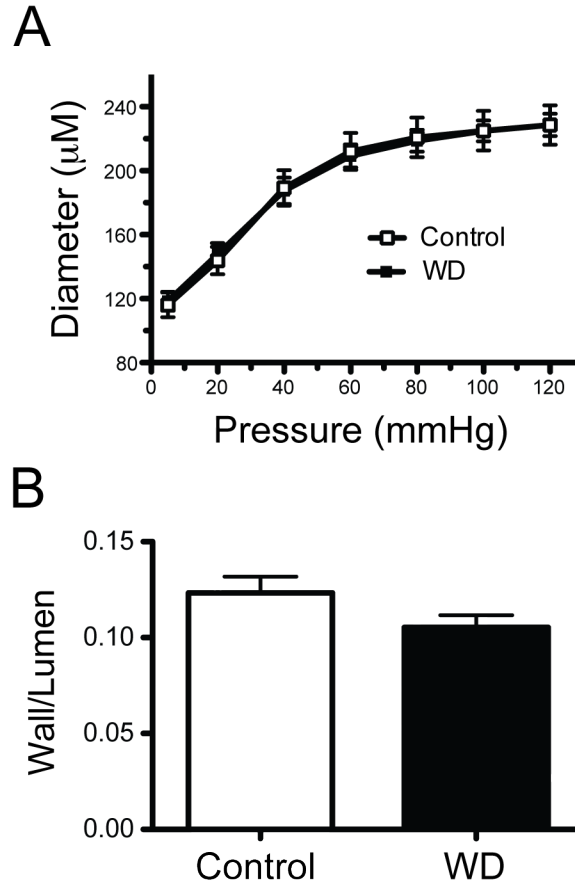 A
Diameter (μM)
240
200
160
120
80
Control
WD
0 20 40 60 80 100 120
Pressure (mmHg)
B
Wall/Lumen
0.15
0.10
0.05
0.00
Control WD